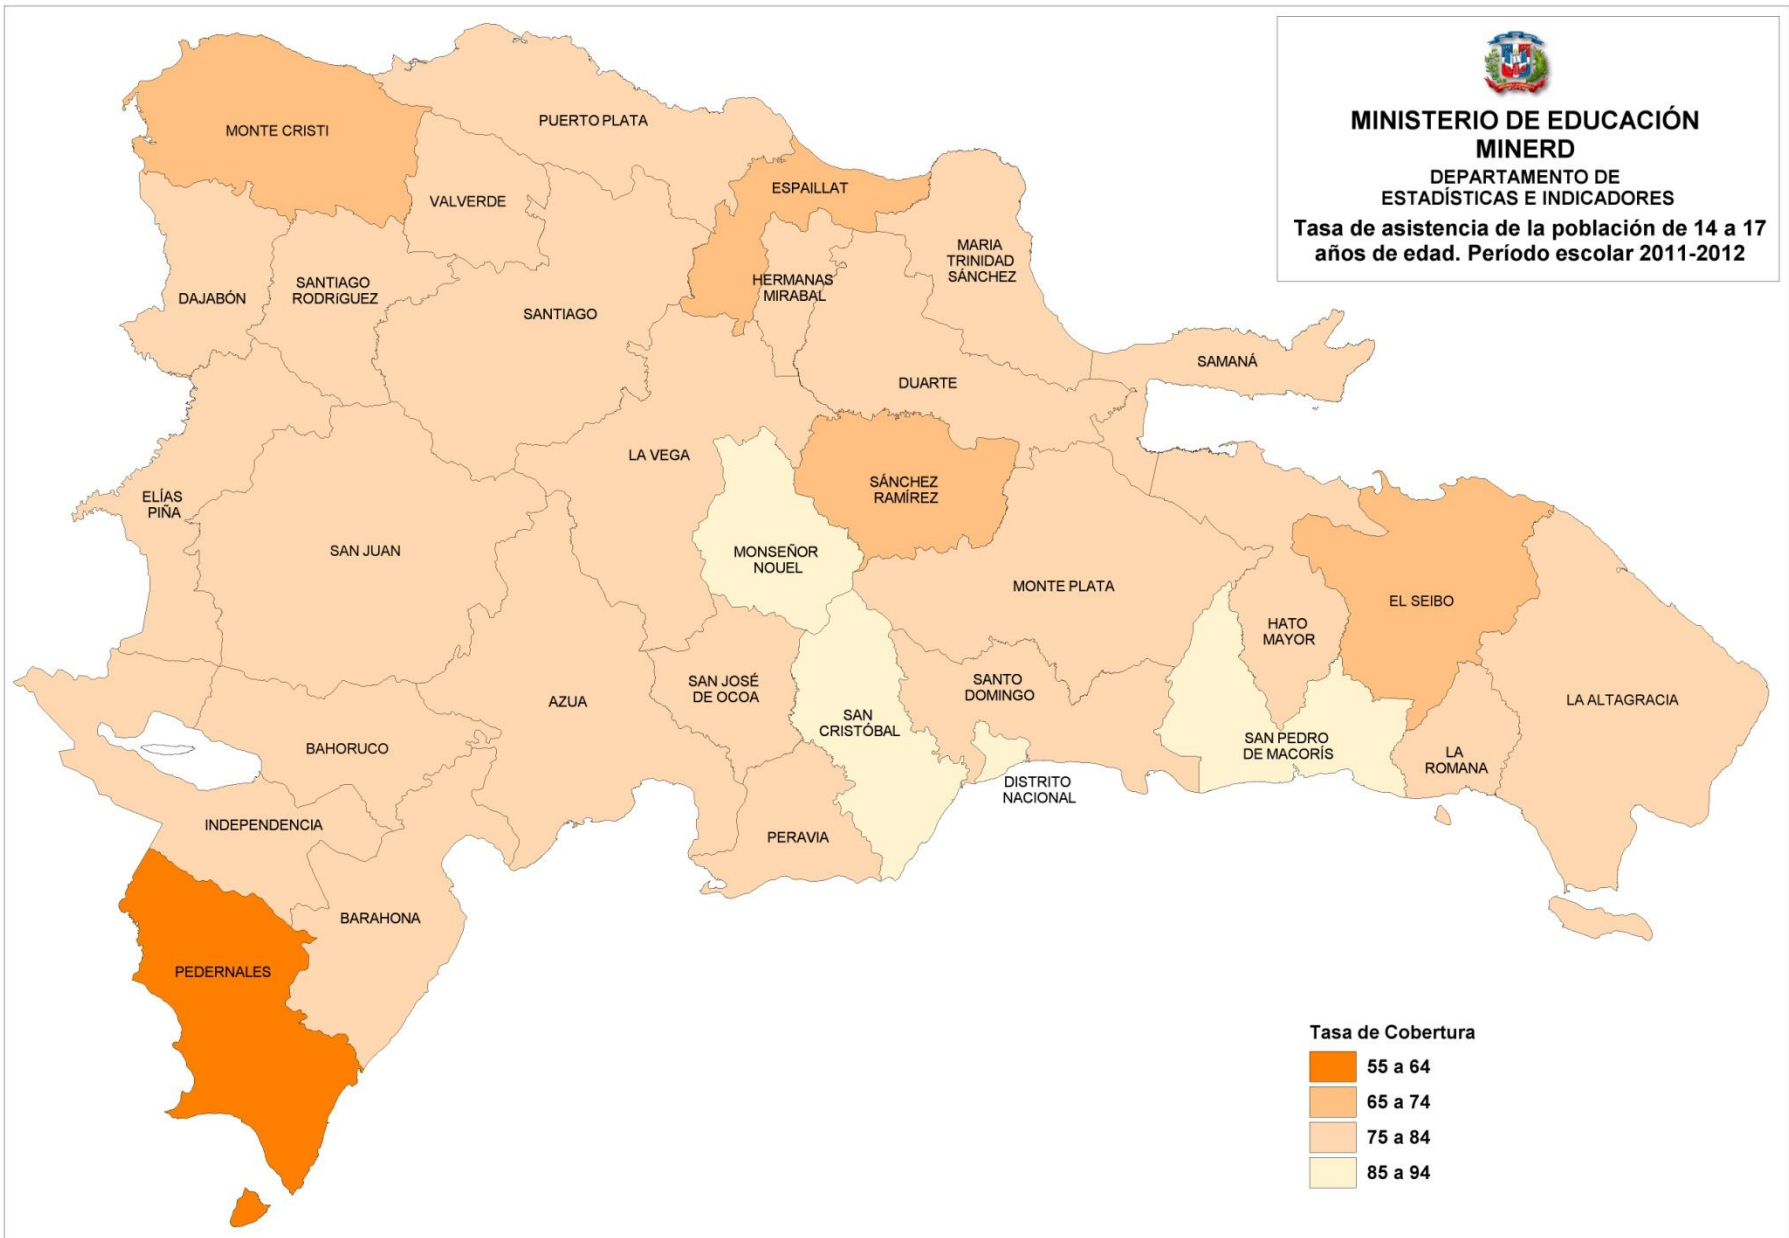 MINISTERIO DE EDUCACIÓN
MINERD
DEPARTAMENTO DE
ESTADÍSTICAS E INDICADORES
Tasa de asistencia de la población de 14 a 17
años de edad. Período escolar 2011-2012
MONTE CRISTI
PUERTO PLATA
ESPAILLAT
VALVERDE
MARIA
TRINIDAD
SÁNCHEZ
DAJABÓN
SANTIAGO
RODRÍGUEZ
HERMANAS
MIRABAL
SANTIAGO
SAMANÁ
DUARTE
LA VEGA
SÁNCHEZ
RAMÍREZ
ELÍAS
PIÑA
SAN JUAN
MONSEÑOR
NOUEL
MONTE PLATA
EL SEIBO
HATO
MAYOR
SAN JOSÉ
DE OCOA
SANTO
DOMINGO
AZUA
LA ALTAGRACIA
SAN
CRISTÓBAL
BAHORUCO
SAN PEDRO
DE MACORÍS
LA
ROMANA
DISTRITO
NACIONAL
INDEPENDENCIA
PERAVIA
BARAHONA
PEDERNALES
Tasa de Cobertura
55 a 64
65 a 74
75 a 84
85 a 94